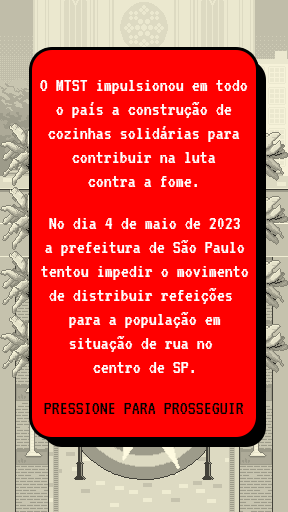 O MTST impulsionou em todo
o país a construção de
cozinhas solidárias para
contribuir na luta
contra a fome.
No dia 4 de maio de 2023
a prefeitura de São Paulo
tentou impedir o movimento
de distribuir refeições
para a população em
situação de rua no
centro de SP.
PRESSIONE PARA PROSSEGUIR